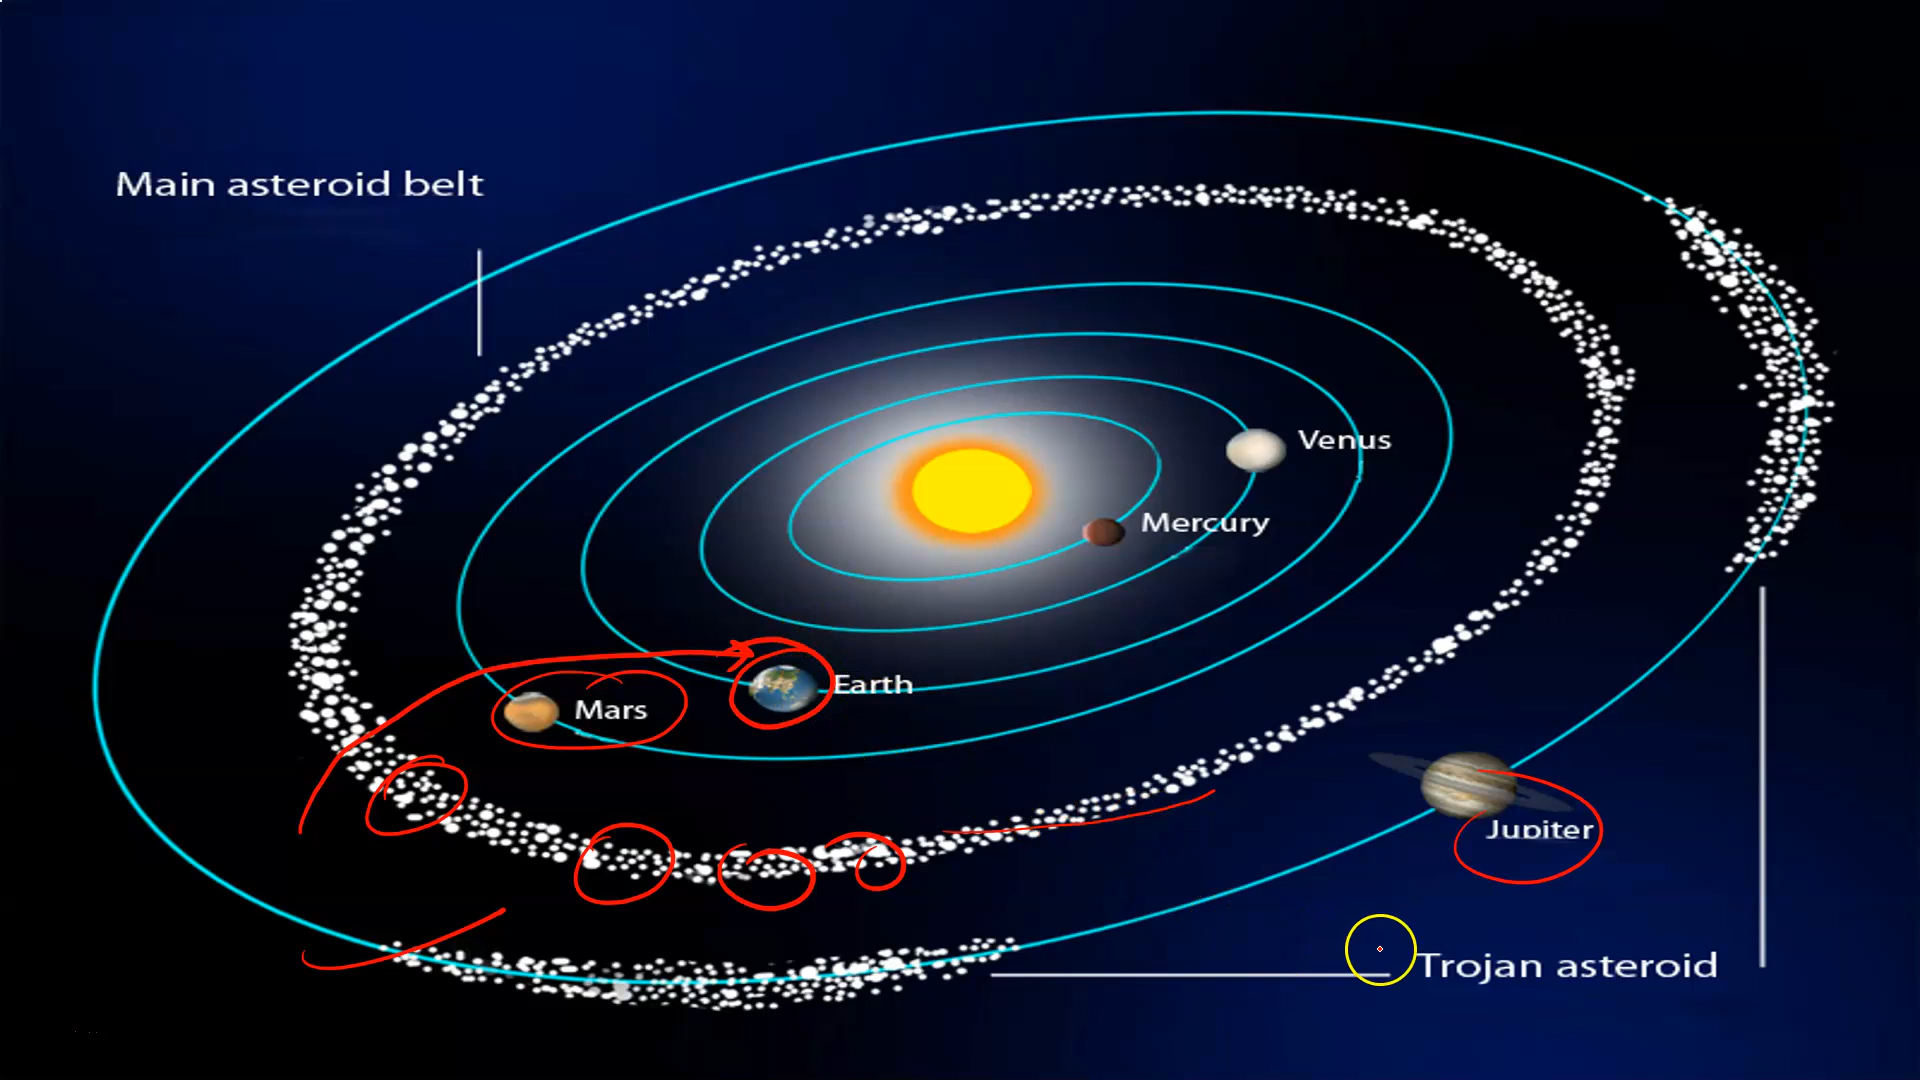 Main asteroid belt
Venus
Mercury
Earth
Mars
Jupiter
Trojan asteroid